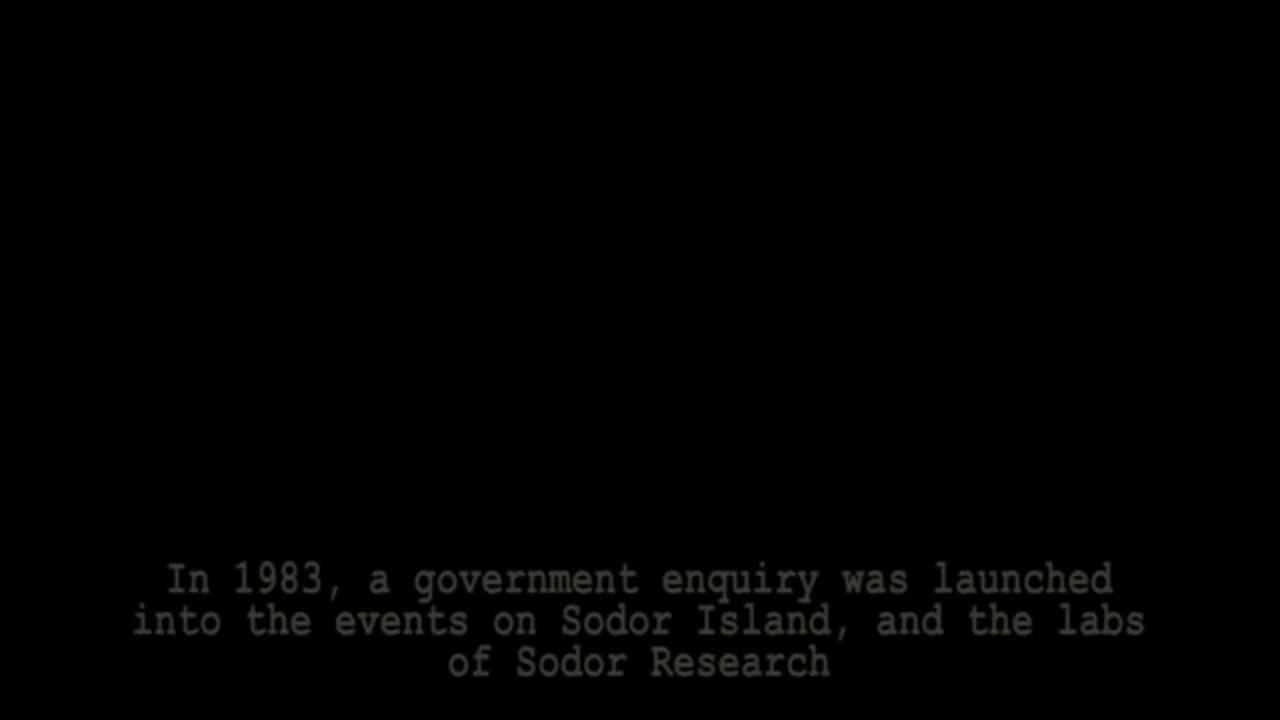 In 1983, a government enquiry was launched
into the events on Sodor Island, and the labs
of Sodor Research